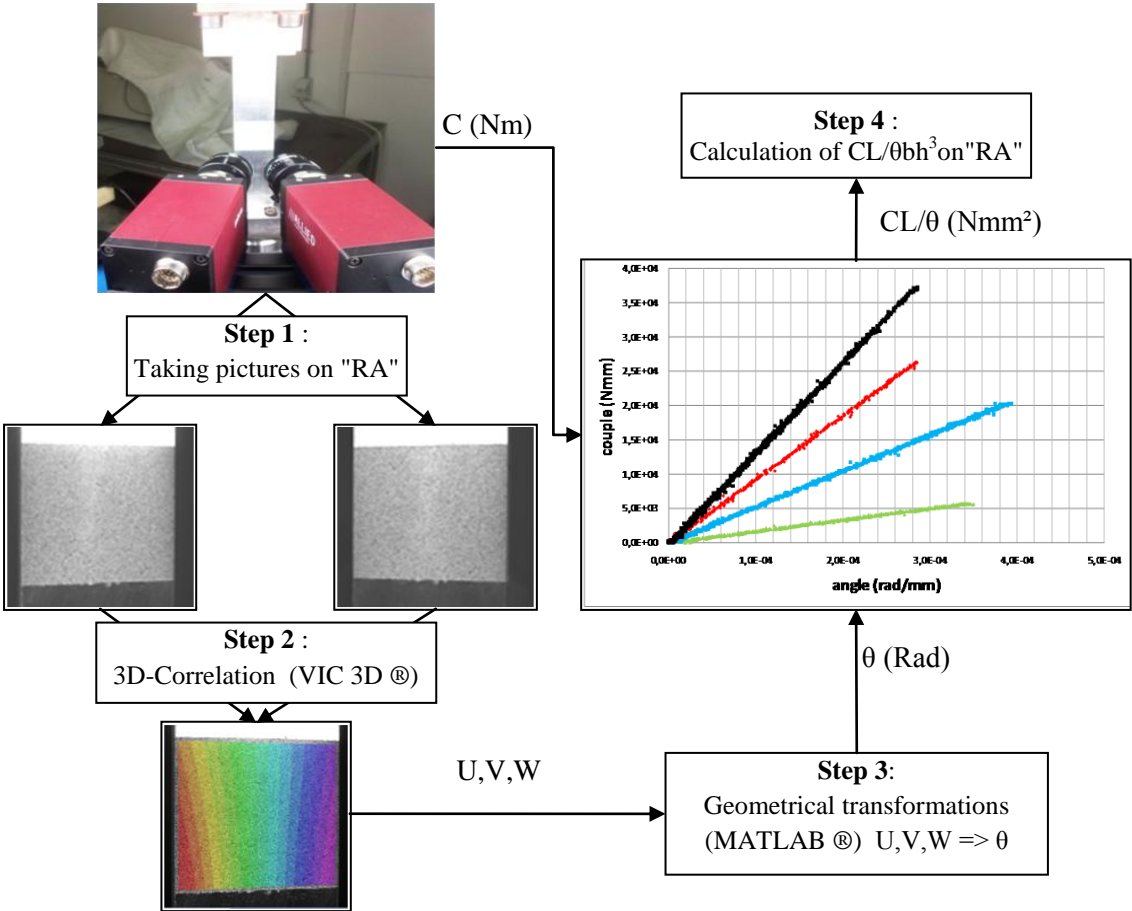 ALLIED
C (Nm)
Step 1 :
Taking pictures on "RA"
Step 2 :
3D-Correlation (VIC 3D ®)
U,V,W
Step 3:
Geometrical transformations
(MATLAB ®) U,V,W => θ
θ (Rad)
4,0E+04
3,5E+04
3,0E+04
2,5E+04
2,0E+04
1,5E+04
1,0E+04
5,0E+03
0,0E+00
couple (Nmm)
0,0E+00 1,0E-04 2,0E-04 3,0E-04 4,0E-04 5,0E-04
angle (rad/mm)
CL/θ (Nmm²)
Step 4 :
Calculation of CL/θbh³on"RA"